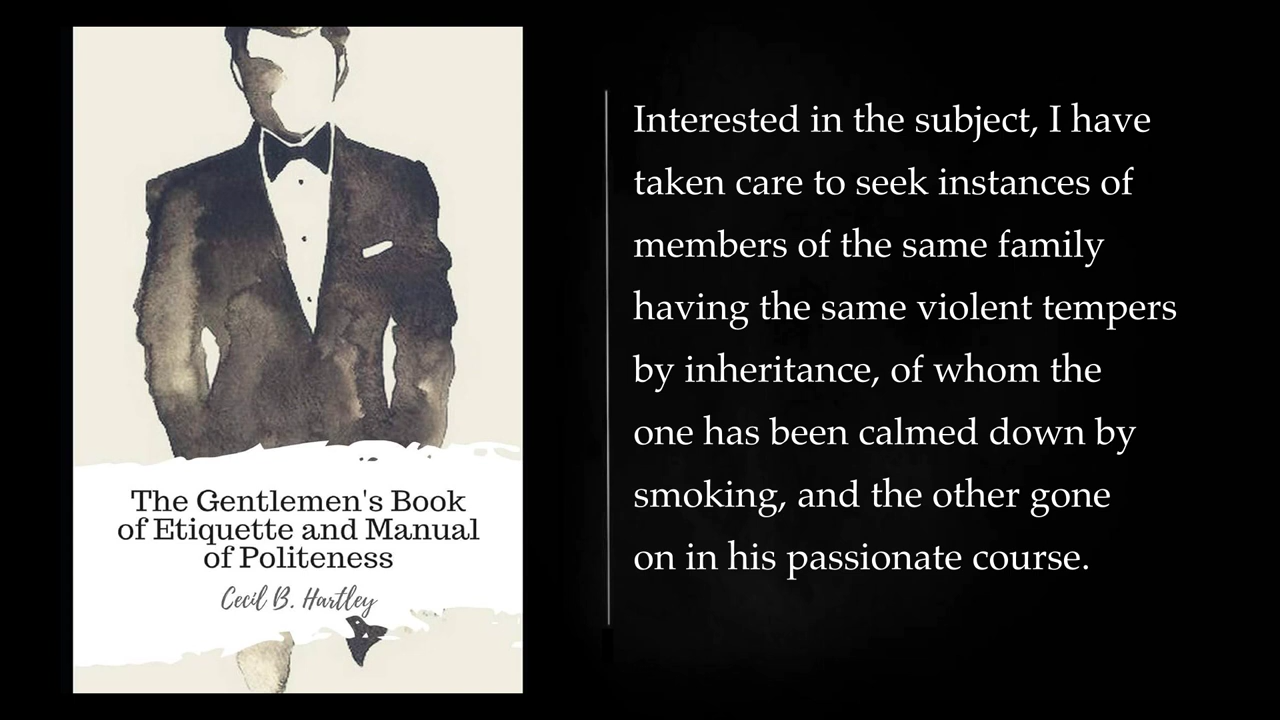 The Gentlemen's Book
of Etiquette and Manual
of Politeness
Cecil B. Hartley
Interested in the subject, I have
taken care to seek instances of
members of the same family
having the same violent tempers
by inheritance, of whom the
one has been calmed down by
smoking, and the other gone
on in his passionate course.